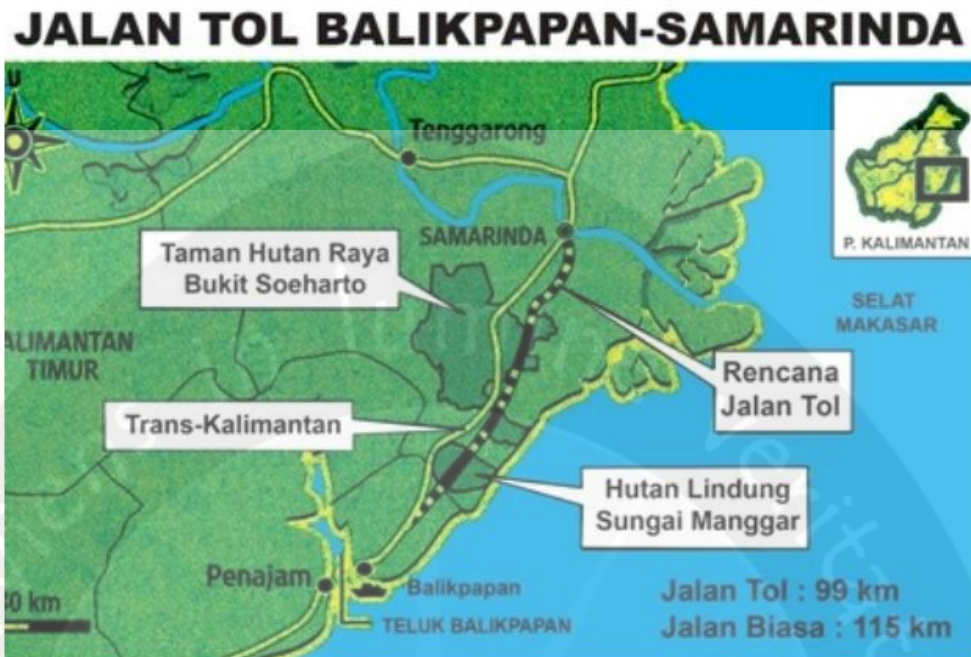 JALAN TOL BALIKPAPAN-SAMARINDA
U
Tenggarong
P. KALIMANTAN
SAMARINDA
Taman Hutan Raya
Bukit Soeharto
SELAT
MAKASAR
ALIMANTAN
TIMUR
Rencana
Jalan Tol
Trans-Kalimantan
Hutan Lindung
Sungai Manggar
Penajam
Balikpapan
TELUK BALIKPAPAN
0 km
Jalan Tol : 99 km
Jalan Biasa : 115 km